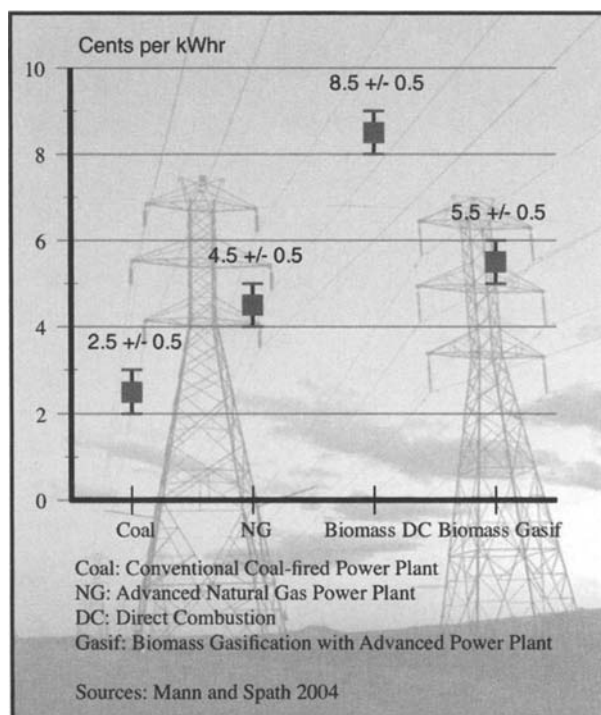 Cents per kWhr
10
8.5 +/- 0.5
8
5.5 +/- 0.5
6
4.5 +/- 0.5
4
2.5 +/- 0.5
2
0
Coal NG Biomass DC Biomass Gasif
Coal: Conventional Coal-fired Power Plant
NG: Advanced Natural Gas Power Plant
DC: Direct Combustion
Gasif: Biomass Gasification with Advanced Power Plant
Sources: Mann and Spath 2004